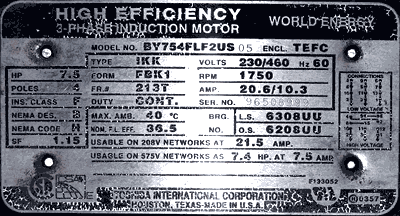 HIGH EFFICIENCY
3-PHASE INDUCTION MOTOR
WORLD ENERGY
MODEL NO. BY754FLF2US 05 ENCL. TEFC
TYPE IKK VOLTS 230/460 Hz 60
HP 7.5 FORM FBK1 RPM 1750
POLES 4 FR.# 213T AMP. 20.6/10.3
INS. CLASS F DUTY CONT. SERIAL NO.
NEMA DES. B MAX. AMB. 40 °C BRG. L.S. 6308UU
NEMA CODE H NOM. F.L. EFF. 36.5 NO. O.S. 6208UU
SF 1.15 USABLE ON 208V NETWORKS AT 21.5 AMP.
USABLE ON 575V NETWORKS AS 7.4 HP. AT 7.5 AMP.
CONNECTIONS
LOW VOLTAGE
HIGH VOLTAGE
F133052
INTERNATIONAL CORPORATION
HOUSTON, TEXAS MADE IN U.S.A.
00357